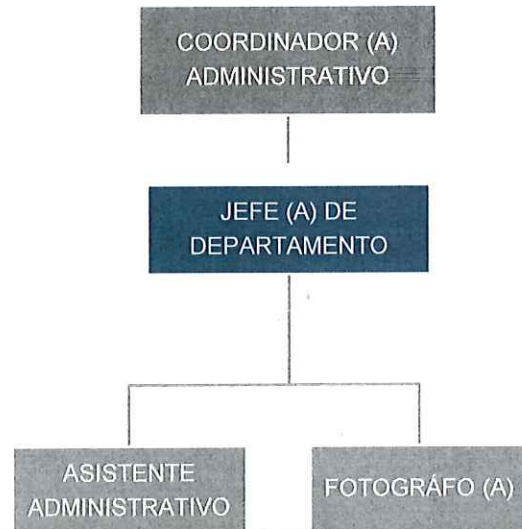 COORDINADOR (A)
ADMINISTRATIVO
JEFE (A) DE
DEPARTAMENTO
ASISTENTE
ADMINISTRATIVO
FOTOGRÁFO (A)